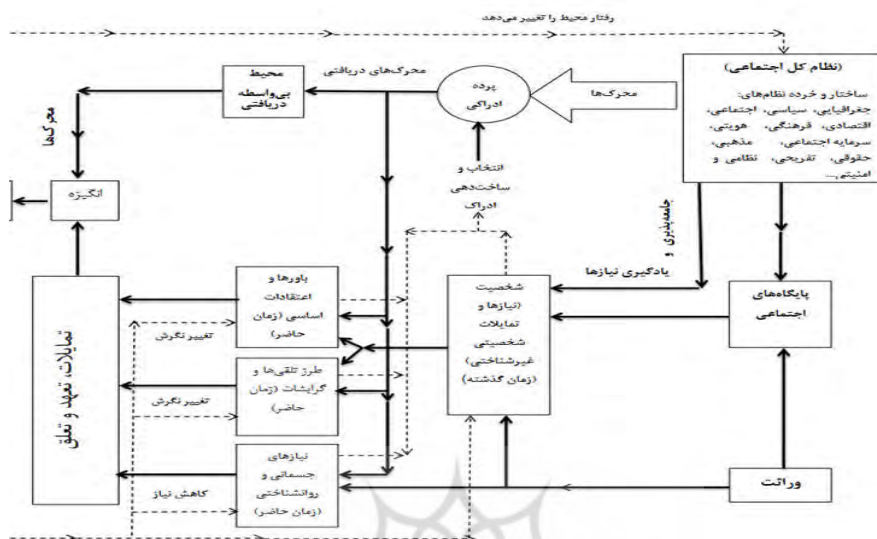 رفتار محیط را تغییر می‌دهد
(نظام کل اجتماعی)
ساختار و خرده نظام‌های:
جغرافیایی، سیاسی، اجتماعی،
اقتصادی، فرهنگی، هویتی،
سرمایه اجتماعی، مذهبی،
حقوقی، تفریحی، نظامی و
امنیتی...
محرک‌ها
پرده
ادراکی
محرک‌های دریافتی
محیط
بی‌واسطه
دریافتی
محرک‌ها
انگیزه
انتخاب و
ساخت‌دهی
ادراک
جامعه‌پذیری و
یادگیری نیازها
پایگاه‌های
اجتماعی
شخصیت
(نیازها و
تمایلات
شخصیتی
غیرشناختی)
(زمان گذشته)
باورها و
اعتقادات
اساسی (زمان
حاضر)
تغییر نگرش
طرز تلقی‌ها و
گرایشات (زمان
حاضر)
تغییر نگرش
نیازهای
جسمانی و
روانشناختی
(زمان حاضر)
کاهش نیاز
تمایلات، تعهد و تعلق
وراثت